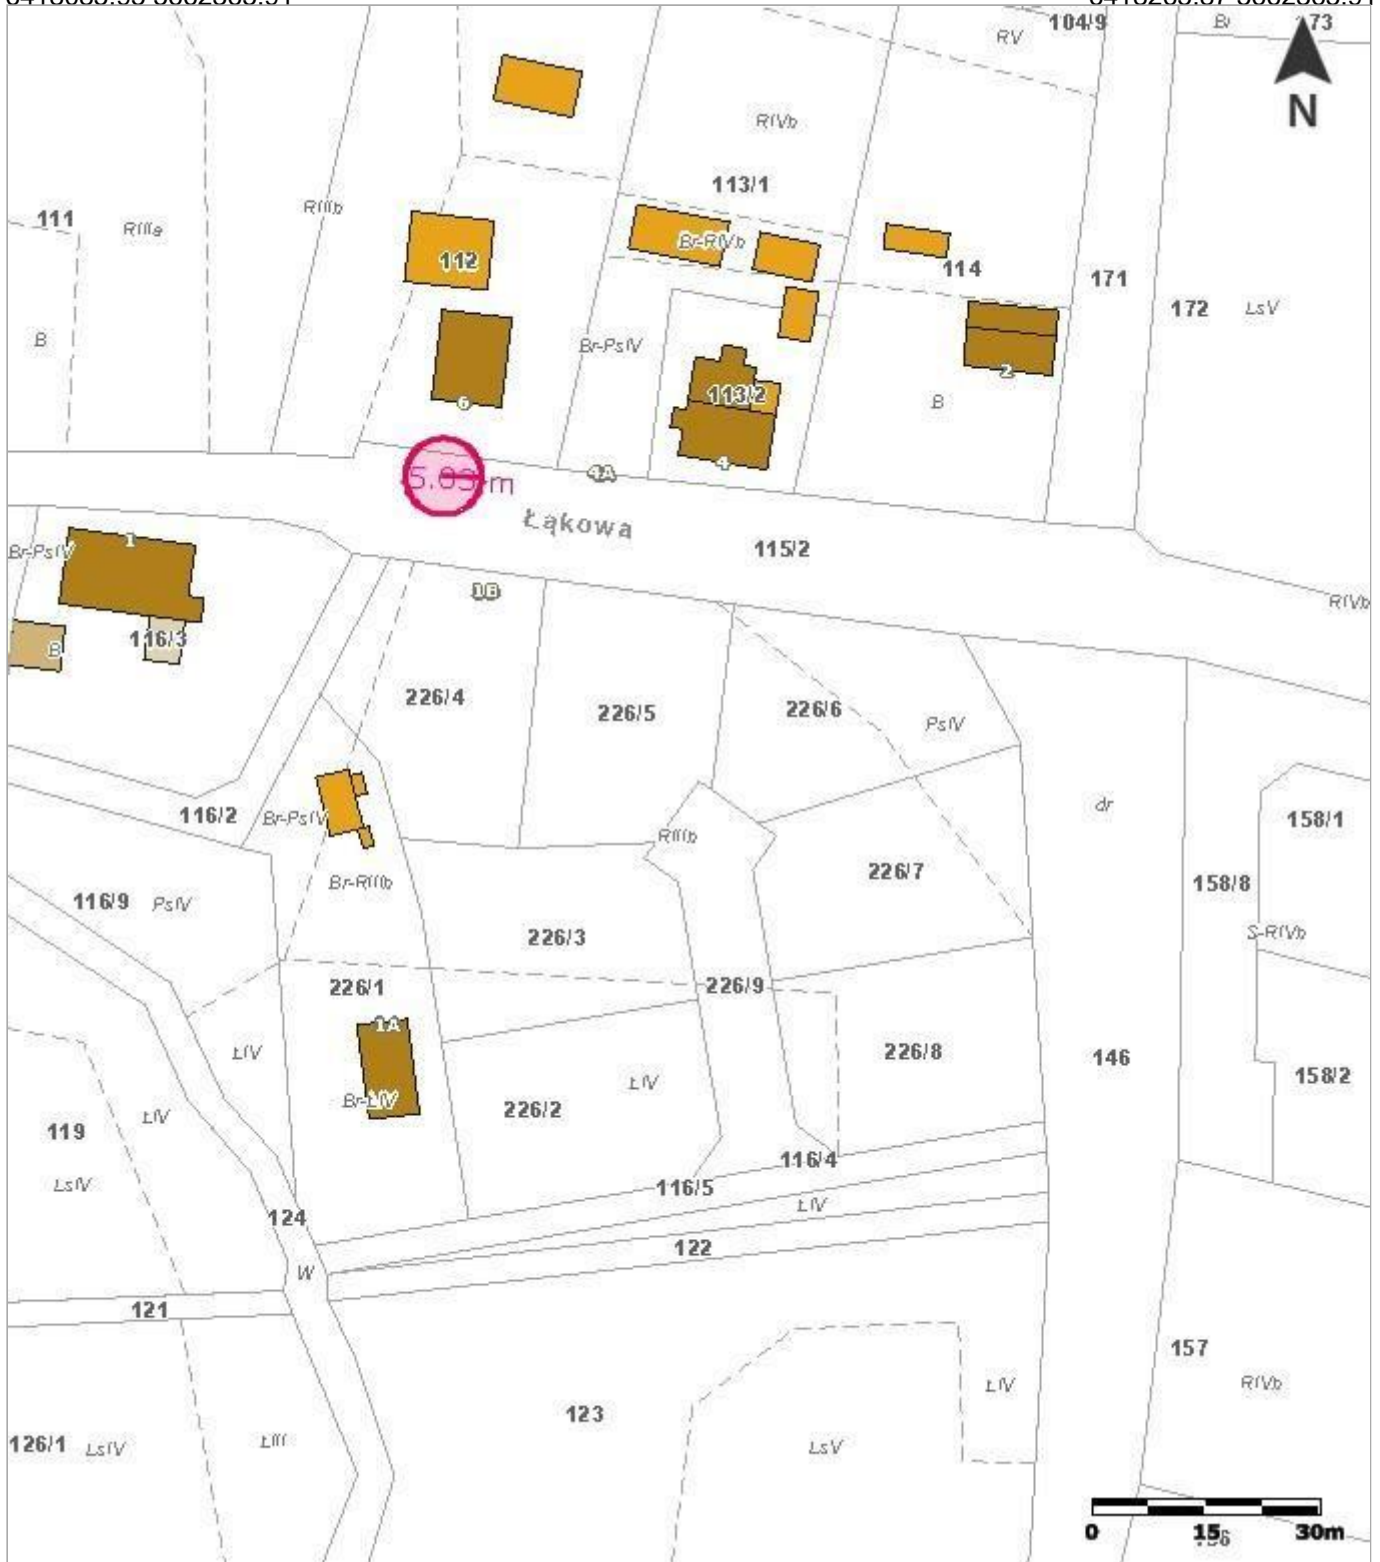 104/9
Br
73
RV
N
RIVb
113/1
RIIIb
111
RIIIa
Br-RIVb
112
114
171
172
LsV
B
Br-PsIV
113/2
2
B
6
4
4A
m
Łąkowa
115/2
1
Br-PsIV
1B
RIVb
116/3
B
226/4
226/5
226/6
PsIV
dr
116/2
Br-PsIV
158/1
RIIIb
226/7
158/8
Br-RIIIb
116/9
PsIV
226/3
S-RIVb
226/1
226/9
1A
ŁIV
226/8
146
ŁIV
158/2
Br-ŁIV
226/2
ŁIV
119
116/4
LsIV
116/5
ŁIV
124
122
W
121
157
RIVb
ŁIV
123
126/1
LsIV
ŁIII
LsV
0
15
30m